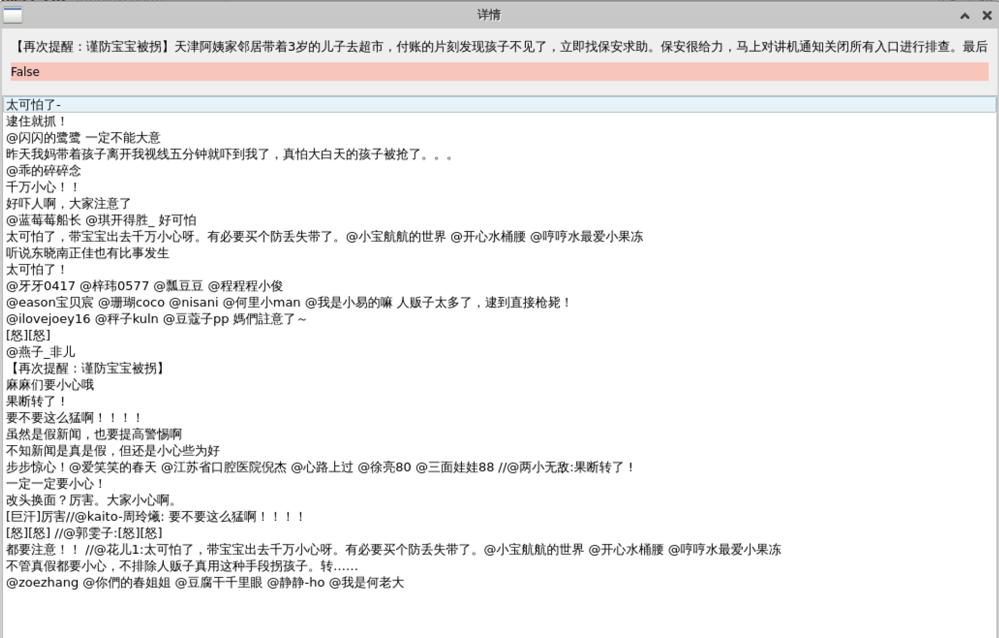 详情
【再次提醒：谨防宝宝被拐】天津阿姨家邻居带着3岁的儿子去超市，付账的片刻发现孩子不见了，立即找保安求助。保安很给力，马上对讲机通知关闭所有入口进行排查。最后
False
太可怕了-
逮住就抓！
@闪闪的鹭鹭 一定不能大意
昨天我妈带着孩子离开我视线五分钟就吓到我了，真怕大白天的孩子被抢了。。。
@乖的碎碎念
千万小心！！
好吓人啊，大家注意了
@蓝莓莓船长 @琪开得胜_ 好可怕
太可怕了，带宝宝出去千万小心呀。有必要买个防丢失带了。@小宝航航的世界 @开心水桶腰 @哼哼水最爱小果冻
听说东晓南正佳也有比事发生
太可怕了！
@牙牙0417 @梓玮0577 @瓢豆豆 @程程程小俊
@eason宝贝宸 @珊瑚coco @nisani @何里小man @我是小易的嘛 人贩子太多了，逮到直接枪毙！
@ilovejoey16 @秤子kuln @豆蔻子pp 媽們註意了～
[怒][怒]
@燕子_非儿
【再次提醒：谨防宝宝被拐】
麻麻们要小心哦
果断转了！
要不要这么猛啊！！！！
虽然是假新闻，也要提高警惕啊
不知新闻是真是假，但还是小心些为好
步步惊心！@爱笑笑的春天 @江苏省口腔医院倪杰 @心路上过 @徐亮80 @三面娃娃88 //@两小无敌:果断转了！
一定一定要小心！
改头换面？厉害。大家小心啊。
[巨汗]厉害//@kaito-周玲爔: 要不要这么猛啊！！！！
[怒][怒] //@郭雯子:[怒][怒]
都要注意！！ //@花儿1:太可怕了，带宝宝出去千万小心呀。有必要买个防丢失带了。@小宝航航的世界 @开心水桶腰 @哼哼水最爱小果冻
不管真假都要小心，不排除人贩子真用这种手段拐孩子。转……
@zoezhang @你們的春姐姐 @豆腐干千里眼 @静静-ho @我是何老大